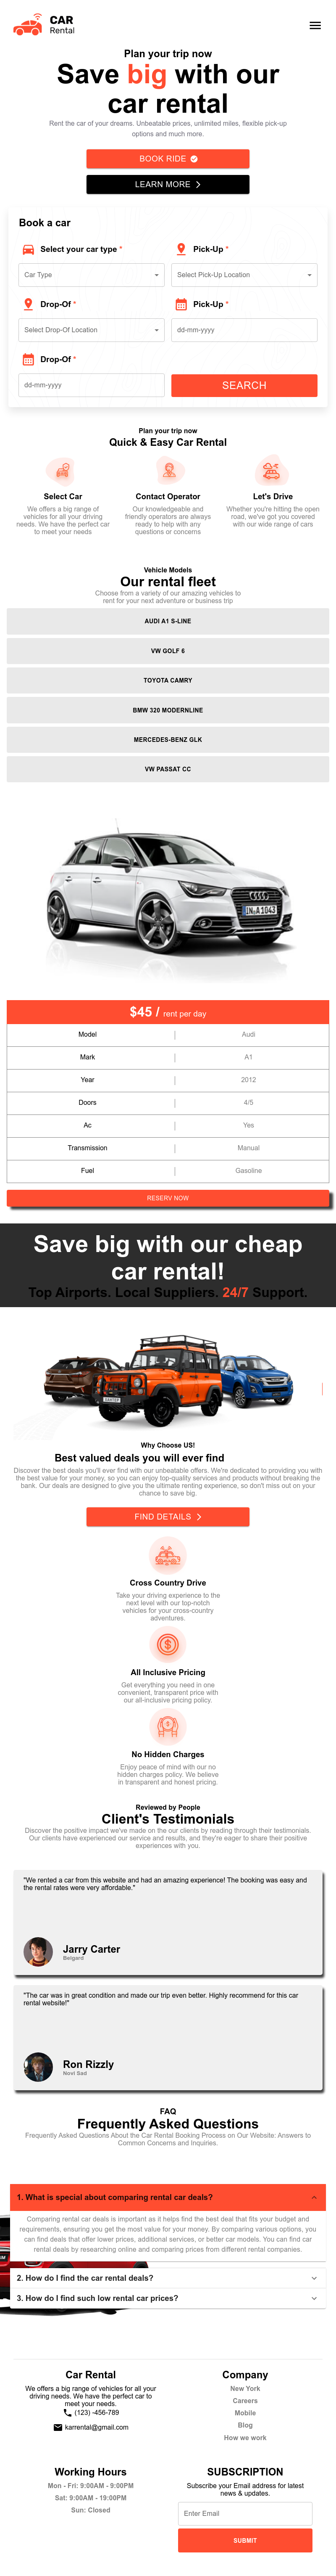 CAR
Rental
Plan your trip now
Save big with our
car rental
Rent the car of your dreams. Unbeatable prices, unlimited miles, flexible pick-up
options and much more.
BOOK RIDE
LEARN MORE
Book a car
Select your car type *
Pick-Up *
Car Type
Select Pick-Up Location
Drop-Of *
Pick-Up *
Select Drop-Of Location
dd-mm-yyyy
Drop-Of *
dd-mm-yyyy
SEARCH
Plan your trip now
Quick & Easy Car Rental
Select Car
We offers a big range of
vehicles for all your driving
needs. We have the perfect car
to meet your needs
Contact Operator
Our knowledgeable and
friendly operators are always
ready to help with any
questions or concerns
Let's Drive
Whether you're hitting the open
road, we've got you covered
with our wide range of cars
Vehicle Models
Our rental fleet
Choose from a variety of our amazing vehicles to
rent for your next adventure or business trip
AUDI A1 S-LINE
VW GOLF 6
TOYOTA CAMRY
BMW 320 MODERNLINE
MERCEDES-BENZ GLK
VW PASSAT CC
IN·A1043
$45 / rent per day
Model | Audi
Mark | A1
Year | 2012
Doors | 4/5
Ac | Yes
Transmission | Manual
Fuel | Gasoline
RESERV NOW
Save big with our cheap
car rental!
Top Airports. Local Suppliers. 24/7 Support.
Why Choose US!
Best valued deals you will ever find
Discover the best deals you'll ever find with our unbeatable offers. We're dedicated to providing you with
the best value for your money, so you can enjoy top-quality services and products without breaking the
bank. Our deals are designed to give you the ultimate renting experience, so don't miss out on your
chance to save big.
FIND DETAILS
Cross Country Drive
Take your driving experience to the
next level with our top-notch
vehicles for your cross-country
adventures.
All Inclusive Pricing
Get everything you need in one
convenient, transparent price with
our all-inclusive pricing policy.
No Hidden Charges
Enjoy peace of mind with our no
hidden charges policy. We believe
in transparent and honest pricing.
Reviewed by People
Client's Testimonials
Discover the positive impact we've made on the our clients by reading through their testimonials.
Our clients have experienced our service and results, and they're eager to share their positive
experiences with you.
"We rented a car from this website and had an amazing experience! The booking was easy and
the rental rates were very affordable."
Jarry Carter
Belgard
"The car was in great condition and made our trip even better. Highly recommend for this car
rental website!"
Ron Rizzly
Novi Sad
FAQ
Frequently Asked Questions
Frequently Asked Questions About the Car Rental Booking Process on Our Website: Answers to
Common Concerns and Inquiries.
1. What is special about comparing rental car deals?
Comparing rental car deals is important as it helps find the best deal that fits your budget and
requirements, ensuring you get the most value for your money. By comparing various options, you
can find deals that offer lower prices, additional services, or better car models. You can find car
rental deals by researching online and comparing prices from different rental companies.
2. How do I find the car rental deals?
3. How do I find such low rental car prices?
Car Rental
We offers a big range of vehicles for all your
driving needs. We have the perfect car to
meet your needs.
(123) -456-789
karrental@gmail.com
Company
New York
Careers
Mobile
Blog
How we work
Working Hours
Mon - Fri: 9:00AM - 9:00PM
Sat: 9:00AM - 19:00PM
Sun: Closed
SUBSCRIPTION
Subscribe your Email address for latest
news & updates.
Enter Email
SUBMIT